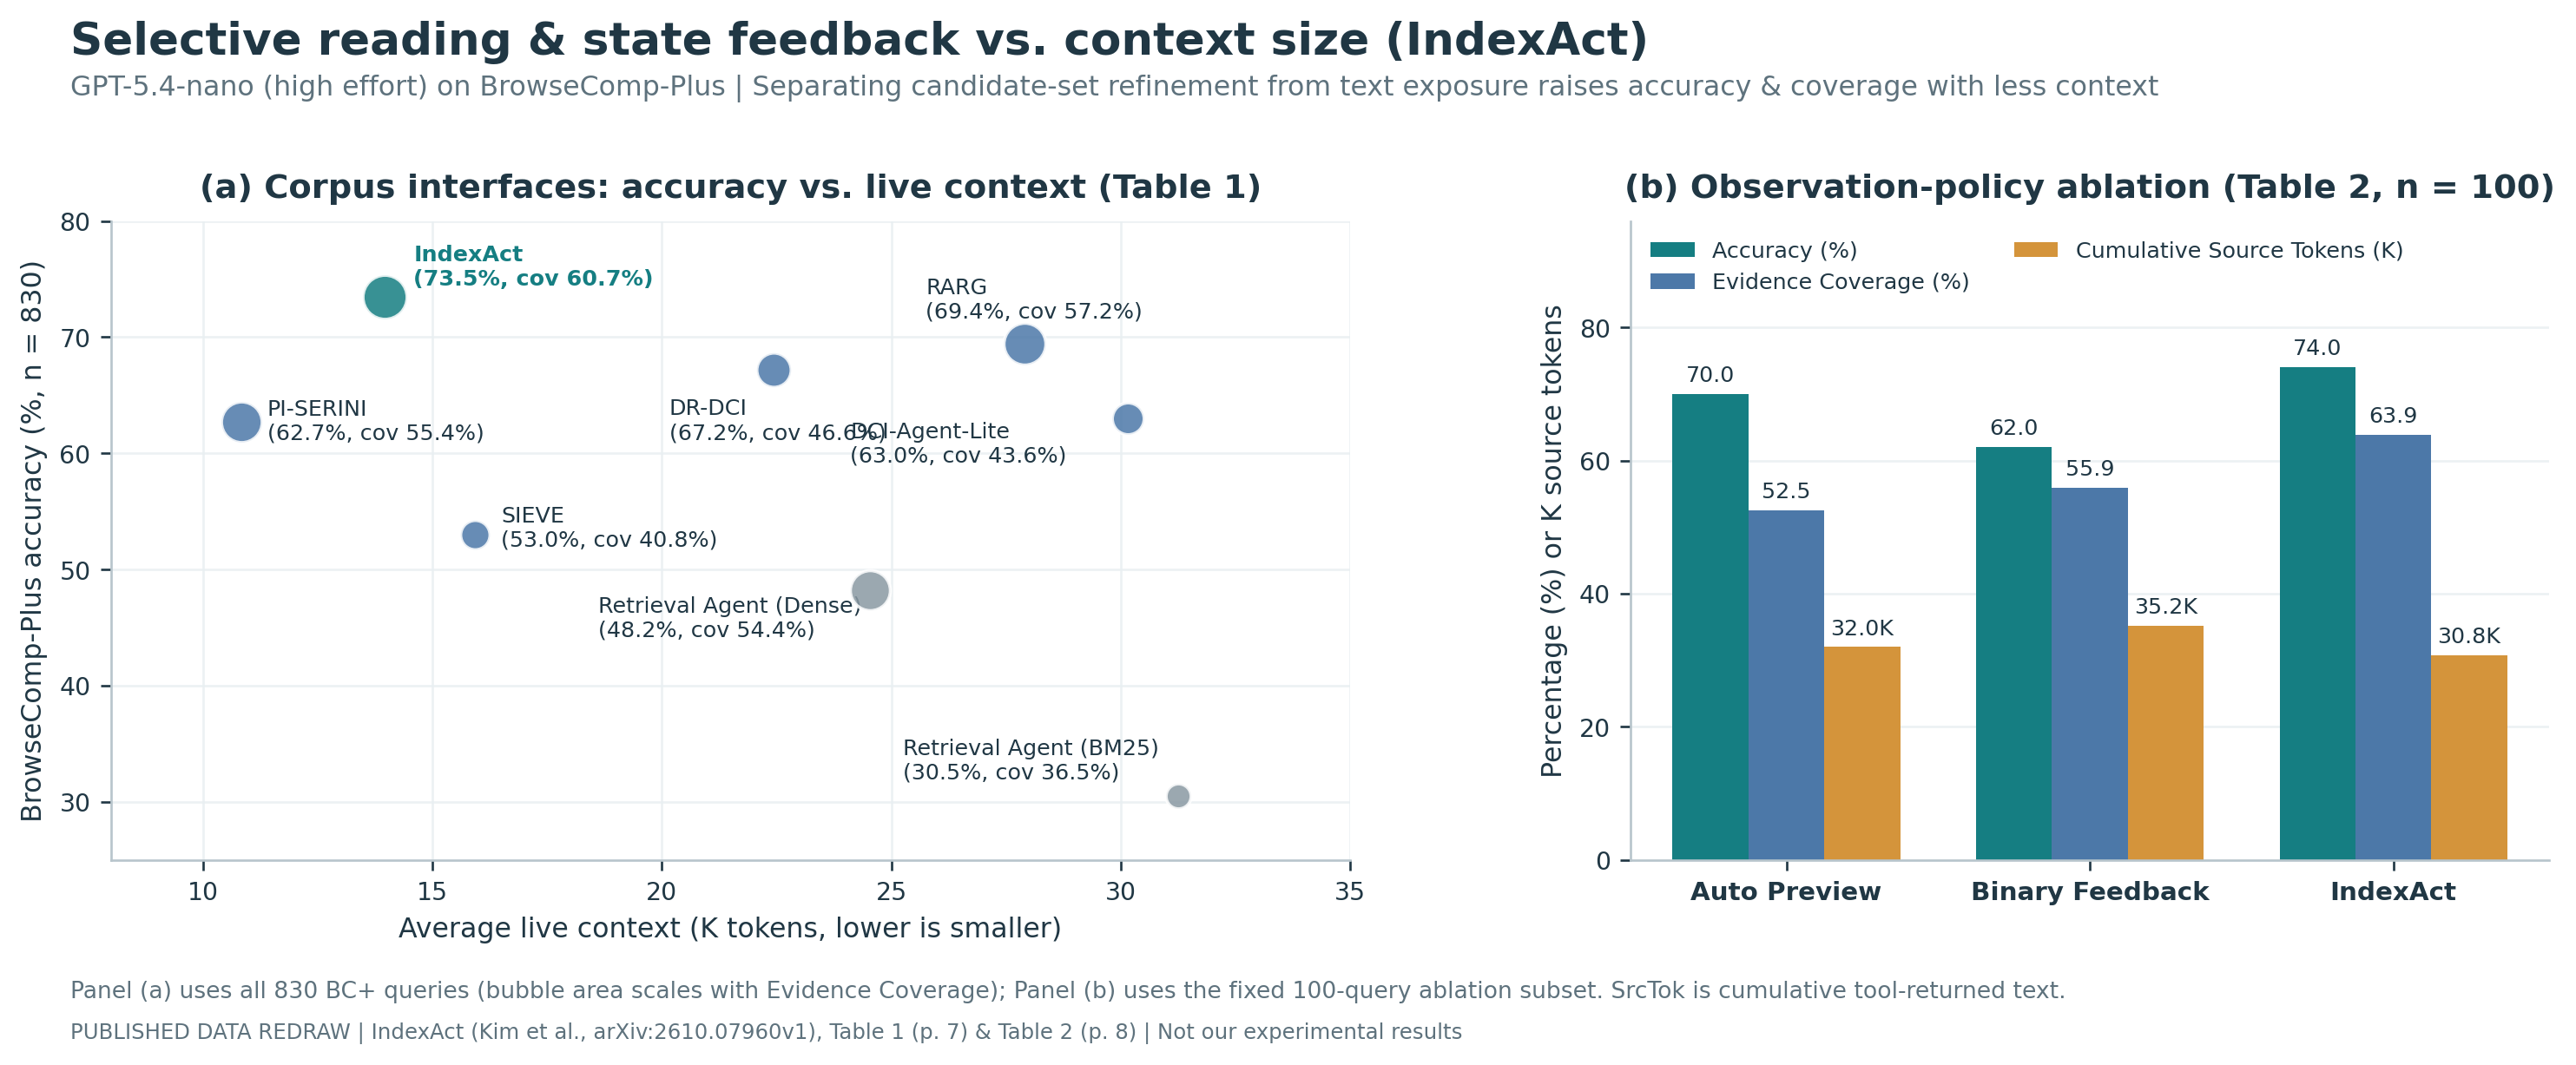 Selective reading & state feedback vs. context size (IndexAct)
GPT-5.4-nano (high effort) on BrowseComp-Plus | Separating candidate-set refinement from text exposure raises accuracy & coverage with less context
(a) Corpus interfaces: accuracy vs. live context (Table 1)
BrowseComp-Plus accuracy (%, n = 830)
80
70
60
50
40
30
IndexAct
(73.5%, cov 60.7%)
RARG
(69.4%, cov 57.2%)
PI-SERINI
(62.7%, cov 55.4%)
DR-DCI
(67.2%, cov 46.6%)
DCI-Agent-Lite
(63.0%, cov 43.6%)
SIEVE
(53.0%, cov 40.8%)
Retrieval Agent (Dense)
(48.2%, cov 54.4%)
Retrieval Agent (BM25)
(30.5%, cov 36.5%)
10 15 20 25 30 35
Average live context (K tokens, lower is smaller)
(b) Observation-policy ablation (Table 2, n = 100)
Accuracy (%)
Evidence Coverage (%)
Cumulative Source Tokens (K)
Percentage (%) or K source tokens
80
60
40
20
0
70.0
52.5
32.0K
62.0
55.9
35.2K
74.0
63.9
30.8K
Auto Preview Binary Feedback IndexAct
Panel (a) uses all 830 BC+ queries (bubble area scales with Evidence Coverage); Panel (b) uses the fixed 100-query ablation subset. SrcTok is cumulative tool-returned text.
PUBLISHED DATA REDRAW | IndexAct (Kim et al., arXiv:2610.07960v1), Table 1 (p. 7) & Table 2 (p. 8) | Not our experimental results